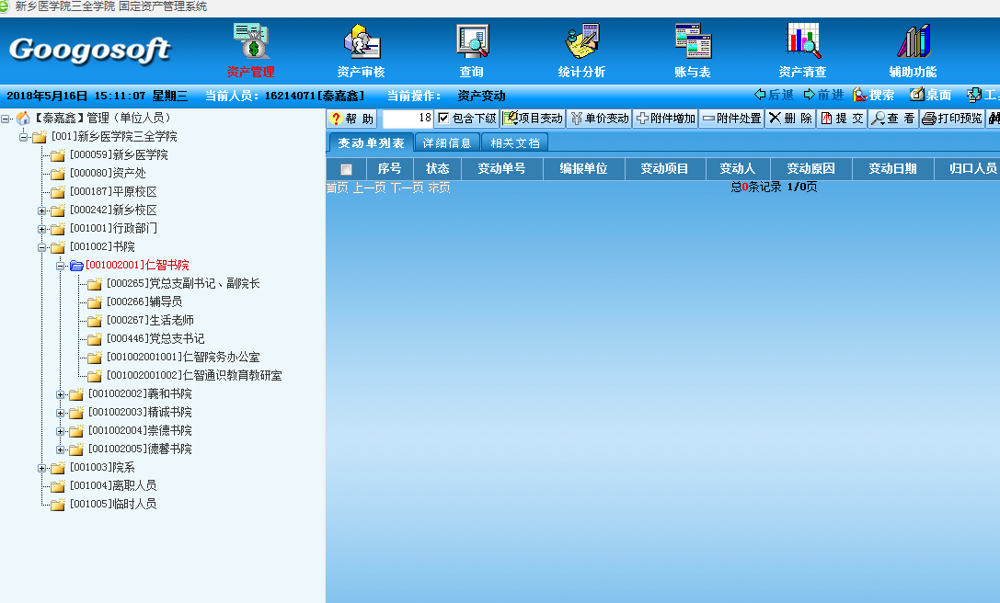 新乡医学院三全学院 固定资产管理系统
Googosoft
资产管理 资产审核 查询 统计分析 账与表 资产清查 辅助功能
2018年5月16日 15:11:07 星期三 当前人员：16214071[秦嘉鑫] 当前操作： 资产变动 后退 前进 搜索 桌面 工
【秦嘉鑫】管理（单位人员）
[001]新乡医学院三全学院
[000059]新乡医学院
[000080]资产处
[000187]平原校区
[000242]新乡校区
[001001]行政部门
[001002]书院
[001002001]仁智书院
[000265]党总支副书记、副院长
[000266]辅导员
[000267]生活老师
[000446]党总支书记
[001002001001]仁智院务办公室
[001002001002]仁智通识教育教研室
[001002002]羲和书院
[001002003]精诚书院
[001002004]崇德书院
[001002005]德馨书院
[001003]院系
[001004]离职人员
[001005]临时人员
帮 助 18 包含下级 项目变动 单价变动 附件增加 附件处置 删 除 提 交 查 看 打印预览
变动单列表 详细信息 相关文档
序号 状态 变动单号 编报单位 变动项目 变动人 变动原因 变动日期 归口人员
首页 上一页 下一页 末页 总0条记录 1/0页